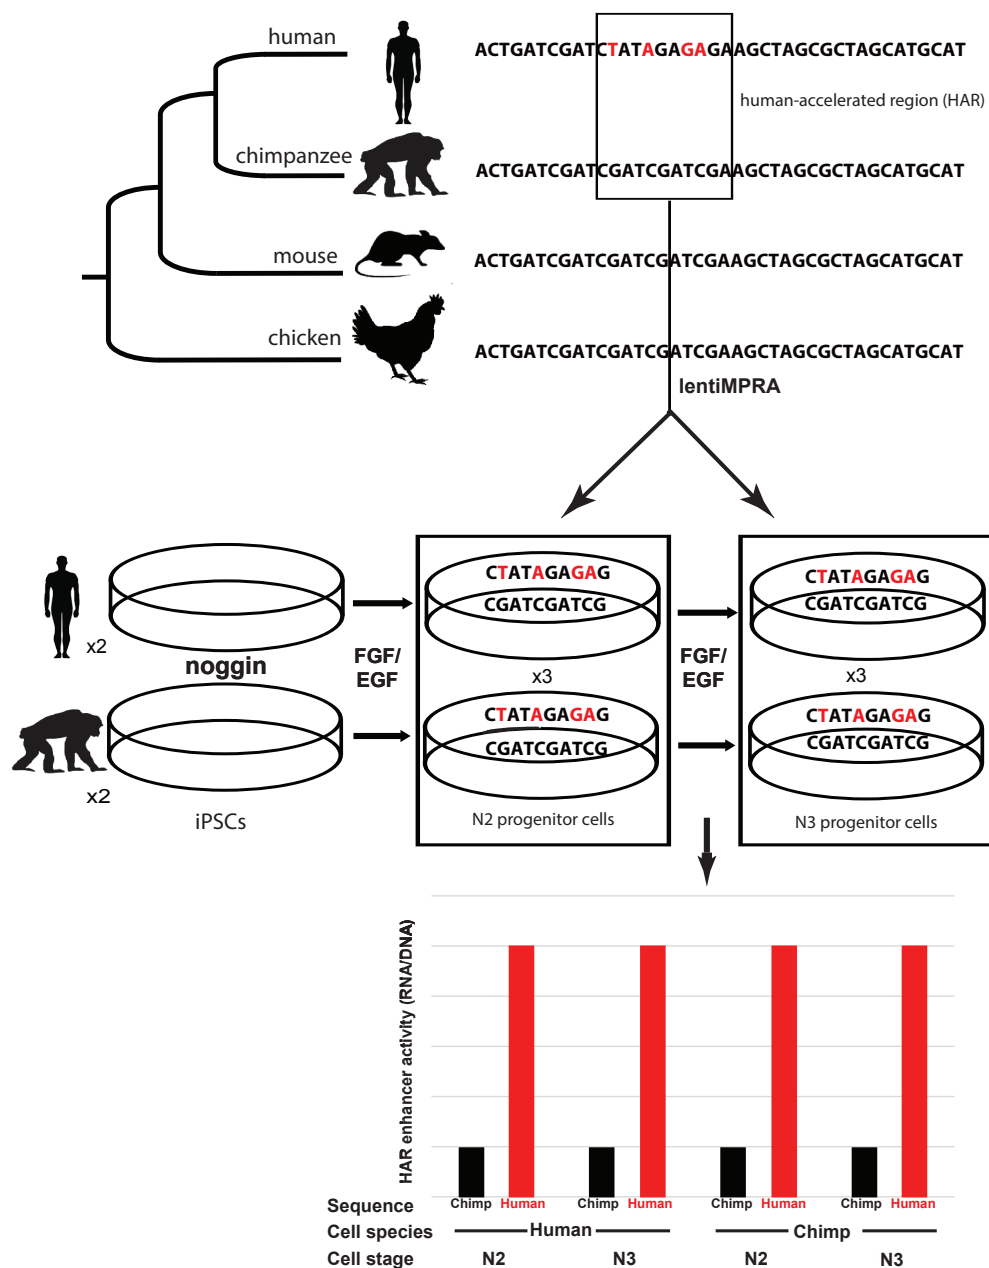 human
ACTGATCGATCTATAGAGAGAAGCTAGCGCTAGCATGCAT
human-accelerated region (HAR)
chimpanzee
ACTGATCGATCGATCGATCGAAGCTAGCGCTAGCATGCAT
mouse
ACTGATCGATCGATCGATCGAAGCTAGCGCTAGCATGCAT
chicken
ACTGATCGATCGATCGATCGAAGCTAGCGCTAGCATGCAT
lentiMPRA
CTATAGAGAG
CGATCGATCG
CTATAGAGAG
CGATCGATCG
x2
noggin
FGF/
EGF
x3
FGF/
EGF
x3
CTATAGAGAG
CGATCGATCG
CTATAGAGAG
CGATCGATCG
x2
iPSCs
N2 progenitor cells
N3 progenitor cells
HAR enhancer activity (RNA/DNA)
Sequence Chimp Human Chimp Human Chimp Human Chimp Human
Cell species Human Chimp
Cell stage N2 N3 N2 N3